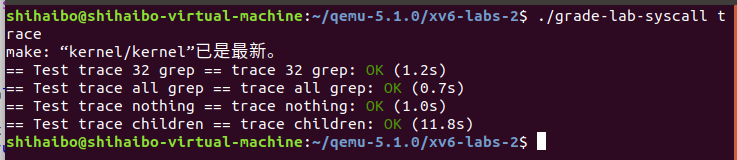 shihaibo@shihaibo-virtual-machine:~/qemu-5.1.0/xv6-labs-2$ ./grade-lab-syscall t
race
make: “kernel/kernel”已是最新。
== Test trace 32 grep == trace 32 grep: OK (1.2s)
== Test trace all grep == trace all grep: OK (0.7s)
== Test trace nothing == trace nothing: OK (1.0s)
== Test trace children == trace children: OK (11.8s)
shihaibo@shihaibo-virtual-machine:~/qemu-5.1.0/xv6-labs-2$